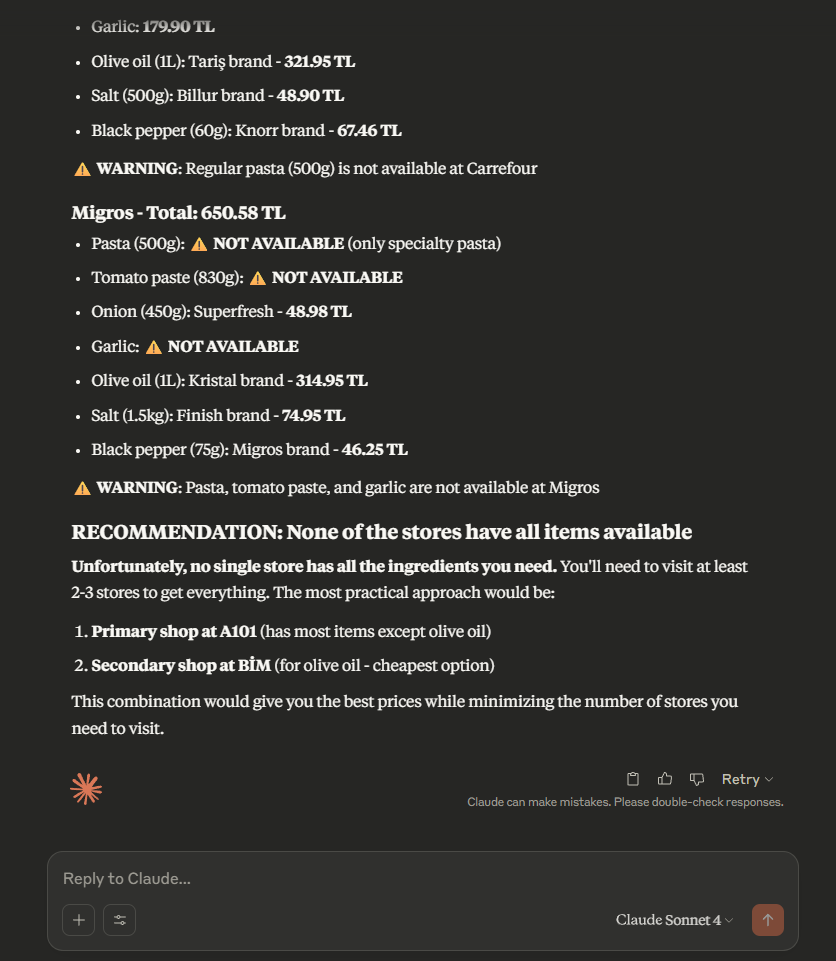 • Garlic: 179.90 TL
• Olive oil (1L): Tariş brand - 321.95 TL
• Salt (500g): Billur brand - 48.90 TL
• Black pepper (60g): Knorr brand - 67.46 TL
⚠️ WARNING: Regular pasta (500g) is not available at Carrefour
Migros - Total: 650.58 TL
• Pasta (500g): ⚠️ NOT AVAILABLE (only specialty pasta)
• Tomato paste (830g): ⚠️ NOT AVAILABLE
• Onion (450g): Superfresh - 48.98 TL
• Garlic: ⚠️ NOT AVAILABLE
• Olive oil (1L): Kristal brand - 314.95 TL
• Salt (1.5kg): Finish brand - 74.95 TL
• Black pepper (75g): Migros brand - 46.25 TL
⚠️ WARNING: Pasta, tomato paste, and garlic are not available at Migros
RECOMMENDATION: None of the stores have all items available
Unfortunately, no single store has all the ingredients you need. You'll need to visit at least
2-3 stores to get everything. The most practical approach would be:
1. Primary shop at A101 (has most items except olive oil)
2. Secondary shop at BİM (for olive oil - cheapest option)
This combination would give you the best prices while minimizing the number of stores you
need to visit.
Retry
Claude can make mistakes. Please double-check responses.
Reply to Claude...
Claude Sonnet 4